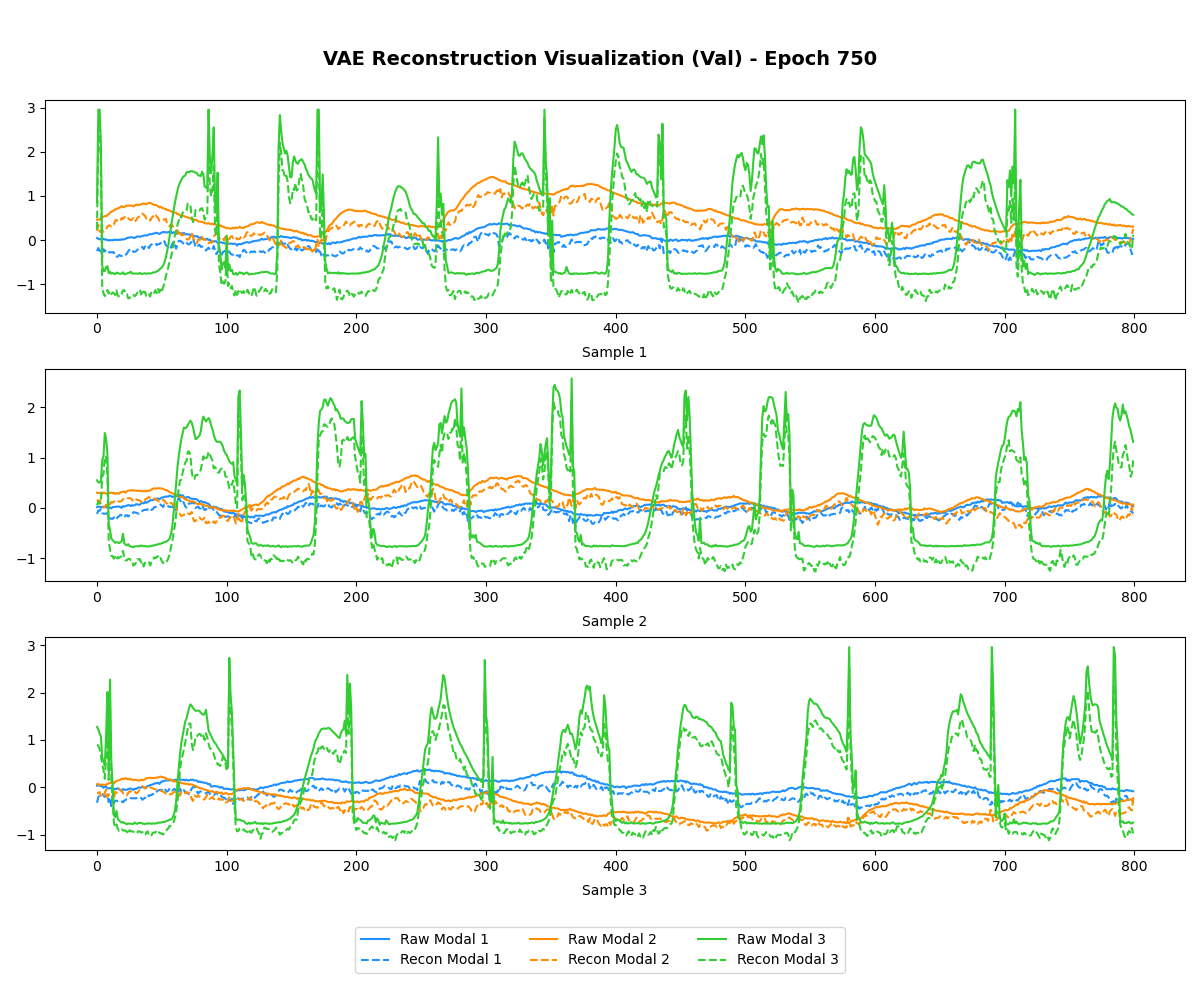 VAE Reconstruction Visualization (Val) - Epoch 750
3
2
1
0
−1
0 100 200 300 400 500 600 700 800
Sample 1
2
1
0
−1
0 100 200 300 400 500 600 700 800
Sample 2
3
2
1
0
−1
0 100 200 300 400 500 600 700 800
Sample 3
Raw Modal 1 Raw Modal 2 Raw Modal 3
Recon Modal 1 Recon Modal 2 Recon Modal 3